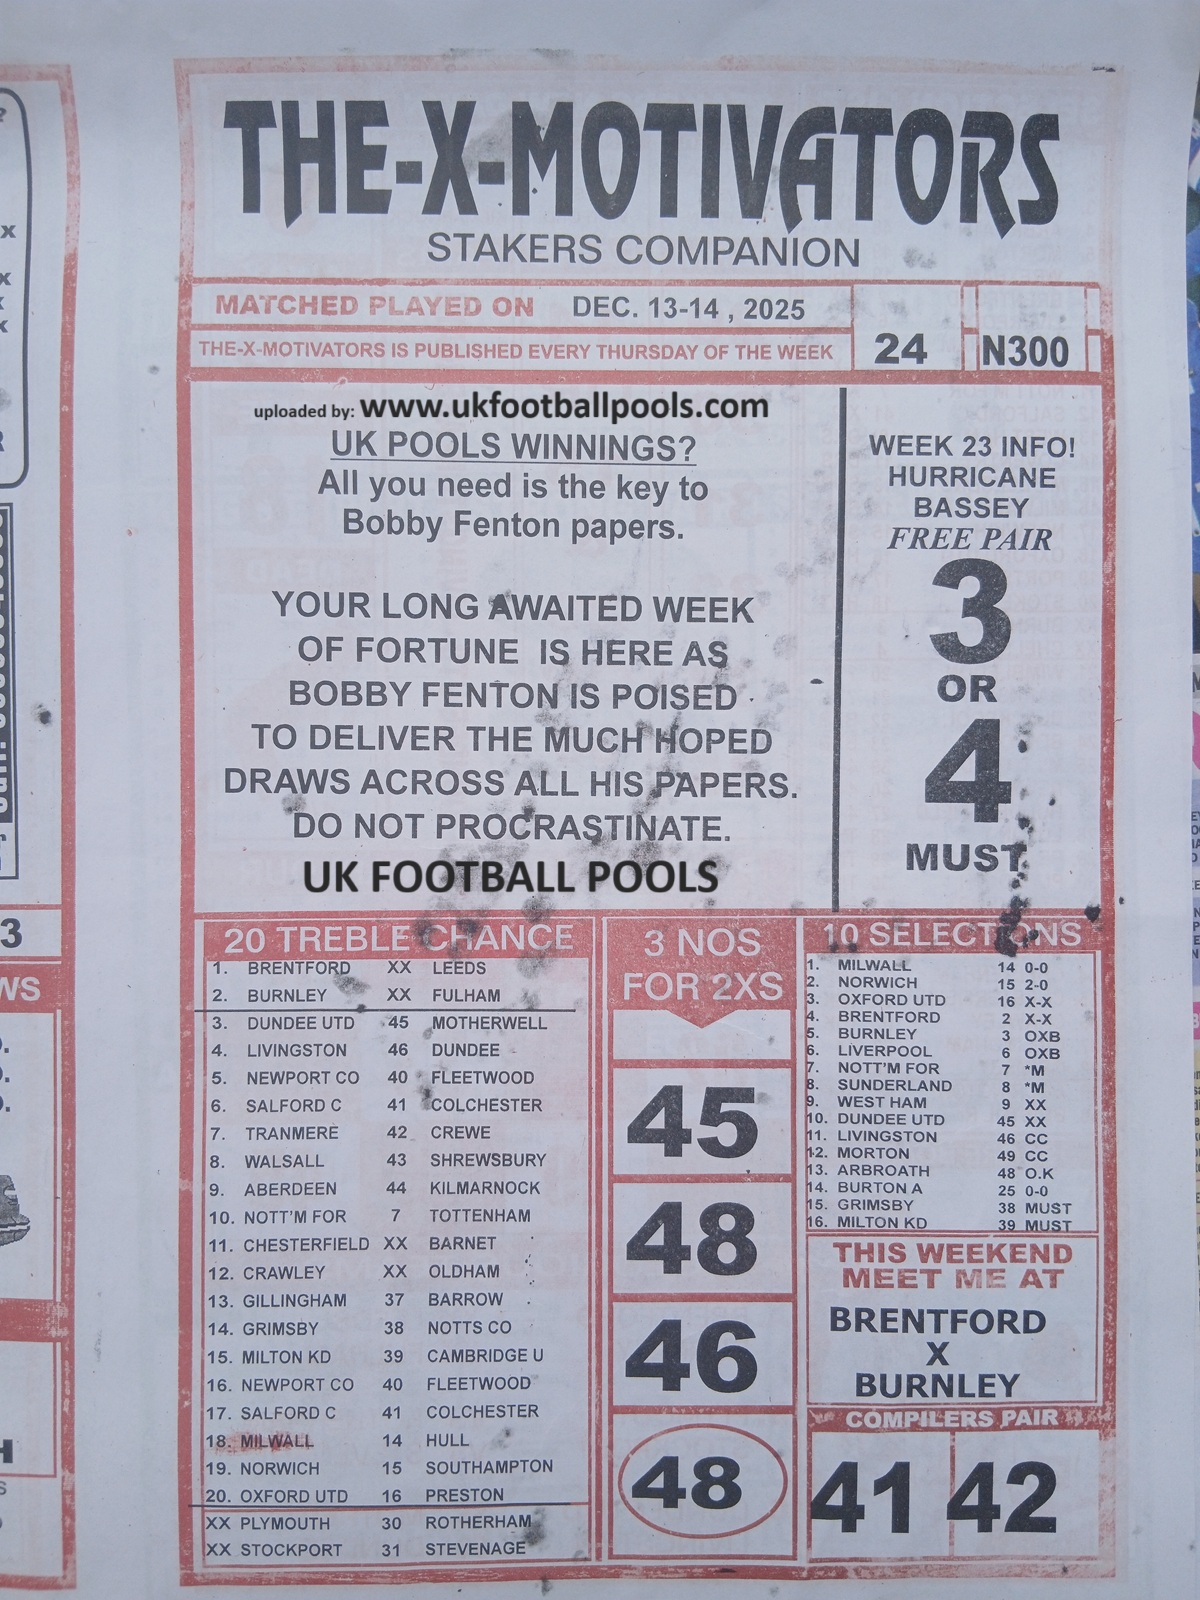 THE-X-MOTIVATORS
STAKERS COMPANION
MATCHED PLAYED ON DEC. 13-14 , 2025
THE-X-MOTIVATORS IS PUBLISHED EVERY THURSDAY OF THE WEEK
24
N300
uploaded by: www.ukfootballpools.com
UK POOLS WINNINGS?
All you need is the key to
Bobby Fenton papers.
YOUR LONG AWAITED WEEK
OF FORTUNE IS HERE AS
BOBBY FENTON IS POISED
TO DELIVER THE MUCH HOPED
DRAWS ACROSS ALL HIS PAPERS.
DO NOT PROCRASTINATE.
UK FOOTBALL POOLS
WEEK 23 INFO!
HURRICANE
BASSEY
FREE PAIR
3
OR
4
MUST
20 TREBLE CHANCE
1. BRENTFORD XX LEEDS
2. BURNLEY XX FULHAM
3. DUNDEE UTD 45 MOTHERWELL
4. LIVINGSTON 46 DUNDEE
5. NEWPORT CO 40 FLEETWOOD
6. SALFORD C 41 COLCHESTER
7. TRANMERE 42 CREWE
8. WALSALL 43 SHREWSBURY
9. ABERDEEN 44 KILMARNOCK
10. NOTT'M FOR 7 TOTTENHAM
11. CHESTERFIELD XX BARNET
12. CRAWLEY XX OLDHAM
13. GILLINGHAM 37 BARROW
14. GRIMSBY 38 NOTTS CO
15. MILTON KD 39 CAMBRIDGE U
16. NEWPORT CO 40 FLEETWOOD
17. SALFORD C 41 COLCHESTER
18. MILWALL 14 HULL
19. NORWICH 15 SOUTHAMPTON
20. OXFORD UTD 16 PRESTON
XX PLYMOUTH 30 ROTHERHAM
XX STOCKPORT 31 STEVENAGE
3 NOS
FOR 2XS
45
48
46
48
10 SELECTIONS
1. MILWALL 14 0-0
2. NORWICH 15 2-0
3. OXFORD UTD 16 X-X
4. BRENTFORD 2 X-X
5. BURNLEY 3 OXB
6. LIVERPOOL 6 OXB
7. NOTT'M FOR 7 *M
8. SUNDERLAND 8 *M
9. WEST HAM 9 XX
10. DUNDEE UTD 45 XX
11. LIVINGSTON 46 CC
12. MORTON 49 CC
13. ARBROATH 48 O.K
14. BURTON A 25 0-0
15. GRIMSBY 38 MUST
16. MILTON KD 39 MUST
THIS WEEKEND
MEET ME AT
BRENTFORD
X
BURNLEY
COMPILERS PAIR
41 42